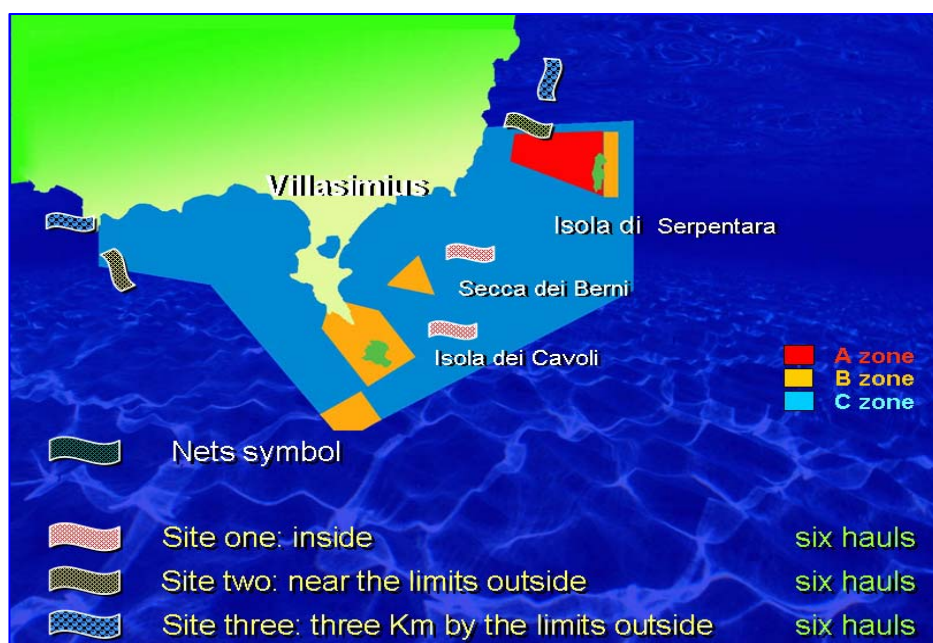 Villasimius
Isola di Serpentara
Secca dei Berni
Isola dei Cavoli
A zone
B zone
C zone
Nets symbol
Site one: inside six hauls
Site two: near the limits outside six hauls
Site three: three Km by the limits outside six hauls